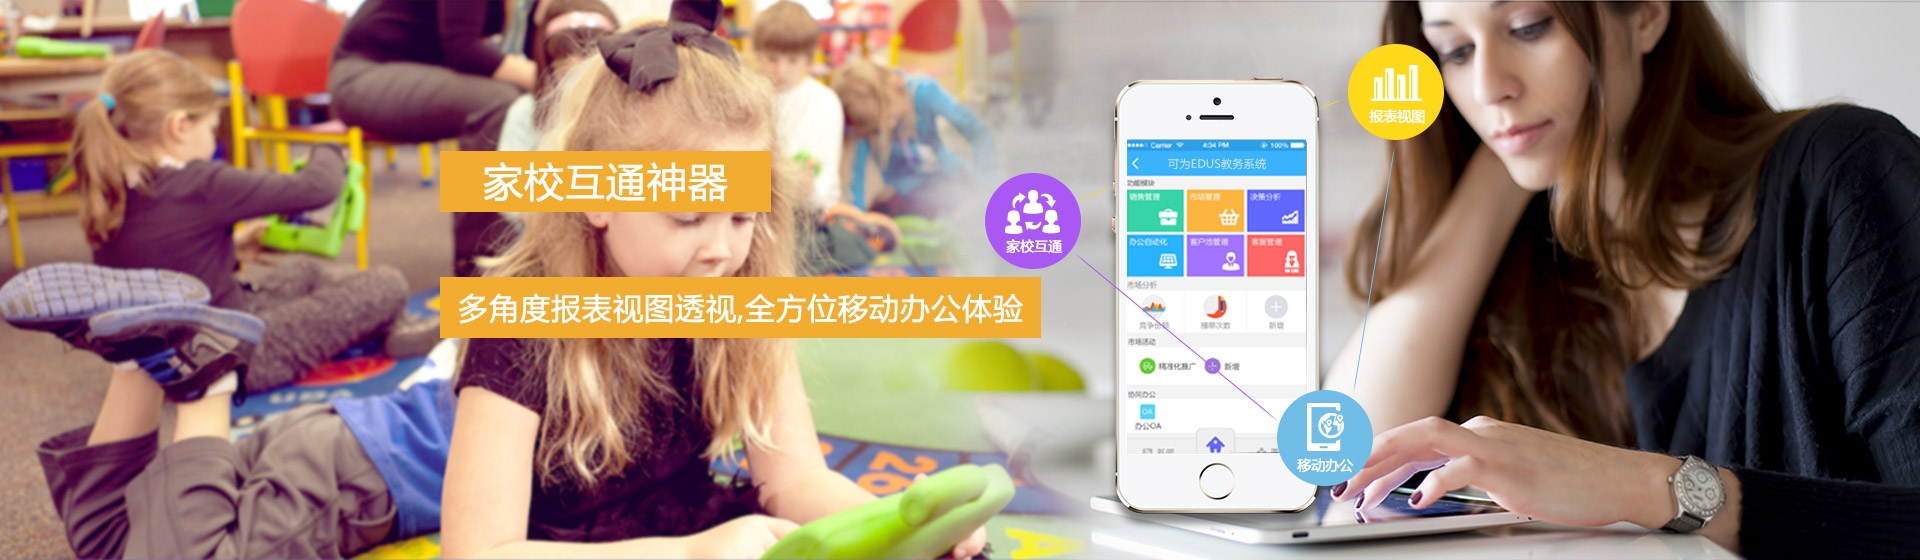 家校互通神器
多角度报表视图透视,全方位移动办公体验
家校互通
报表视图
移动办公
Carrier
4:34 PM
100%
可为EDUS教务系统
功能模块
销售管理
市场管理
决策分析
办公自动化
客户池管理
客服管理
市场分析
竞争份额
接单次数
新增
市场活动
精准化推广
新增
协同办公
OA
办公OA